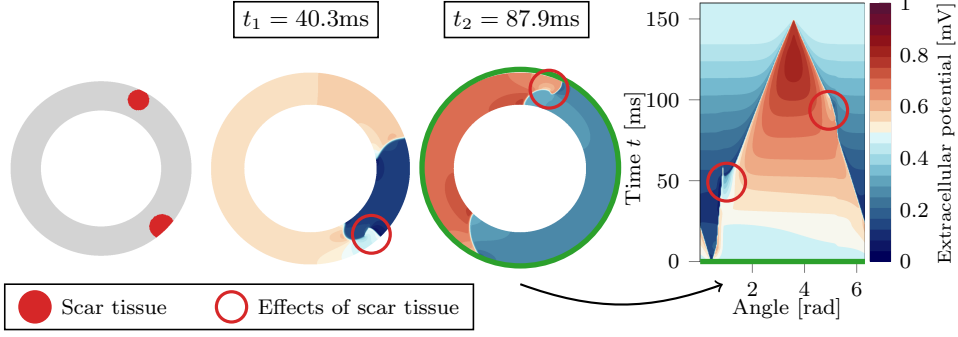 t₁ = 40.3ms
t₂ = 87.9ms
Scar tissue
Effects of scar tissue
Time t [ms]
150
100
50
0
2
4
6
Angle [rad]
1
0.8
0.6
0.4
0.2
0
Extracellular potential [mV]